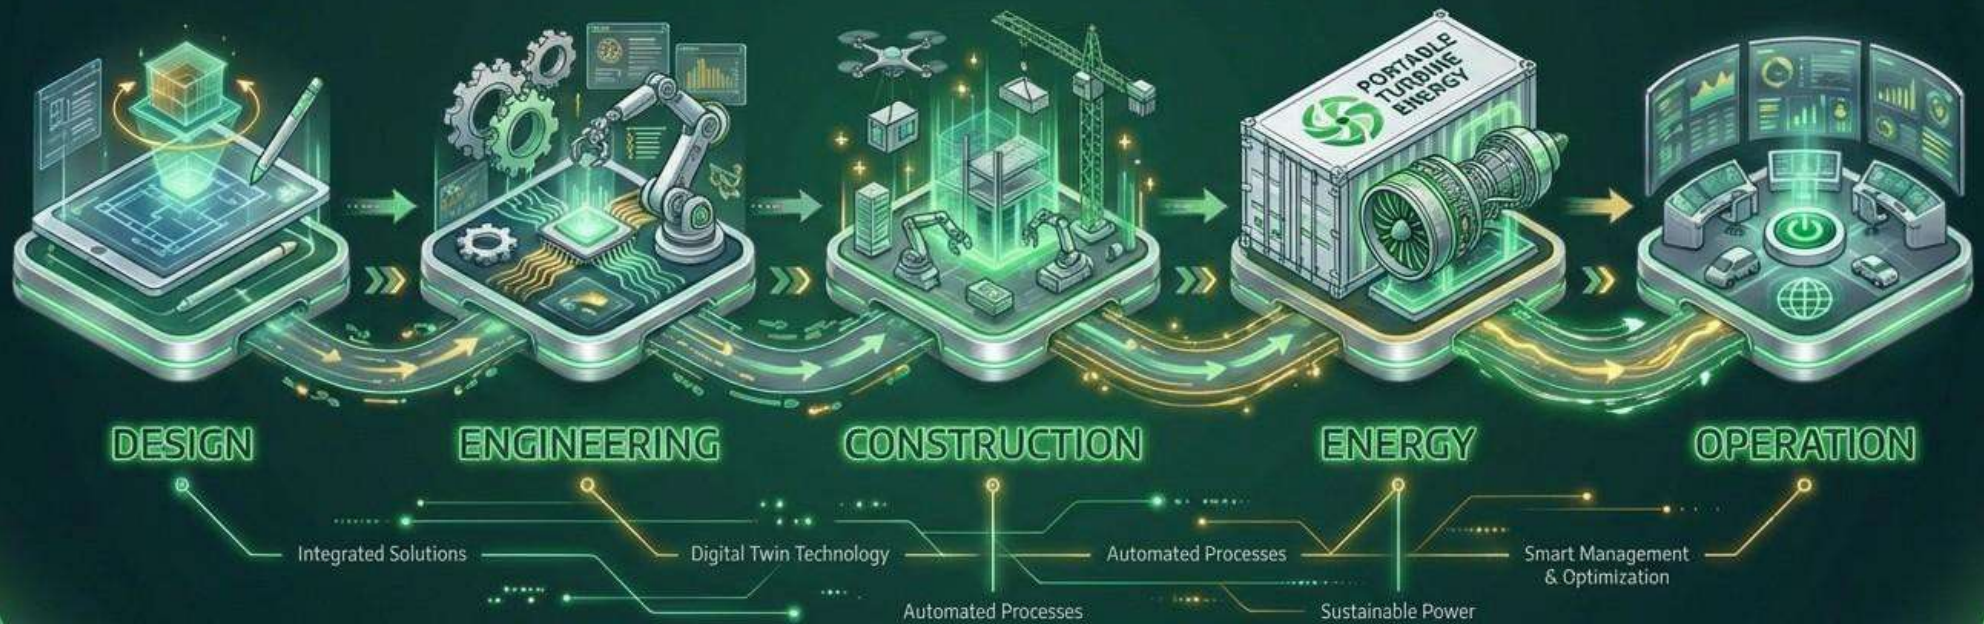 PORTADLE
TURDINE
ENERGY
DESIGN
ENGINEERING
CONSTRUCTION
ENERGY
OPERATION
Integrated Solutions
Digital Twin Technology
Automated Processes
Smart Management
& Optimization
Automated Processes
Sustainable Power